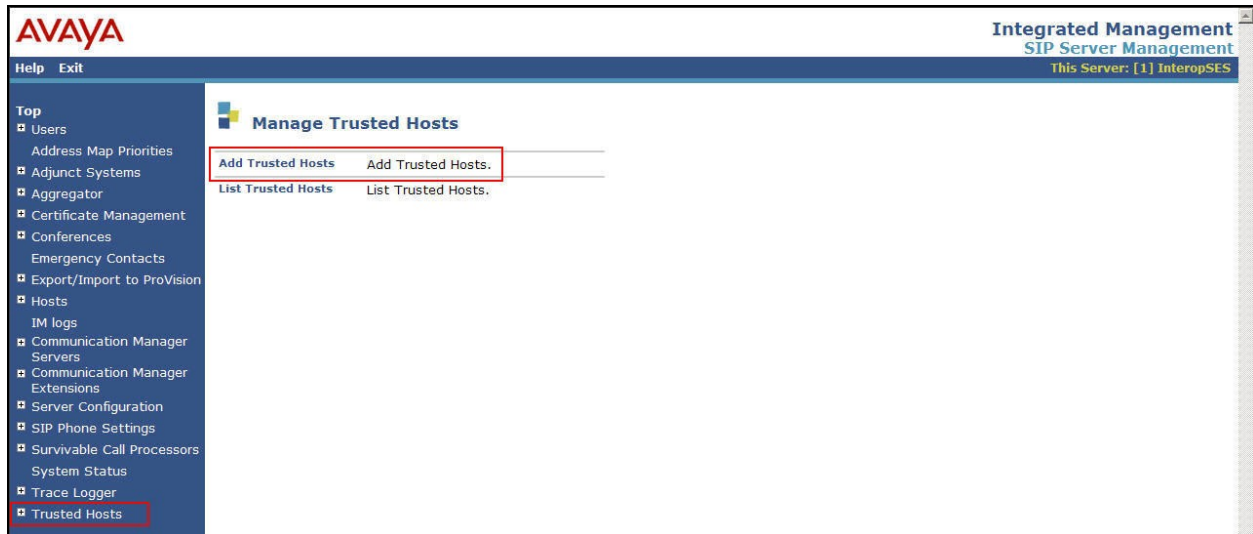 AVAYA
Integrated Management
SIP Server Management
Help Exit
This Server: [1] InteropSES
Top
Users
Address Map Priorities
Adjunct Systems
Aggregator
Certificate Management
Conferences
Emergency Contacts
Export/Import to ProVision
Hosts
IM logs
Communication Manager
Servers
Communication Manager
Extensions
Server Configuration
SIP Phone Settings
Survivable Call Processors
System Status
Trace Logger
Trusted Hosts
Manage Trusted Hosts
Add Trusted Hosts Add Trusted Hosts.
List Trusted Hosts List Trusted Hosts.